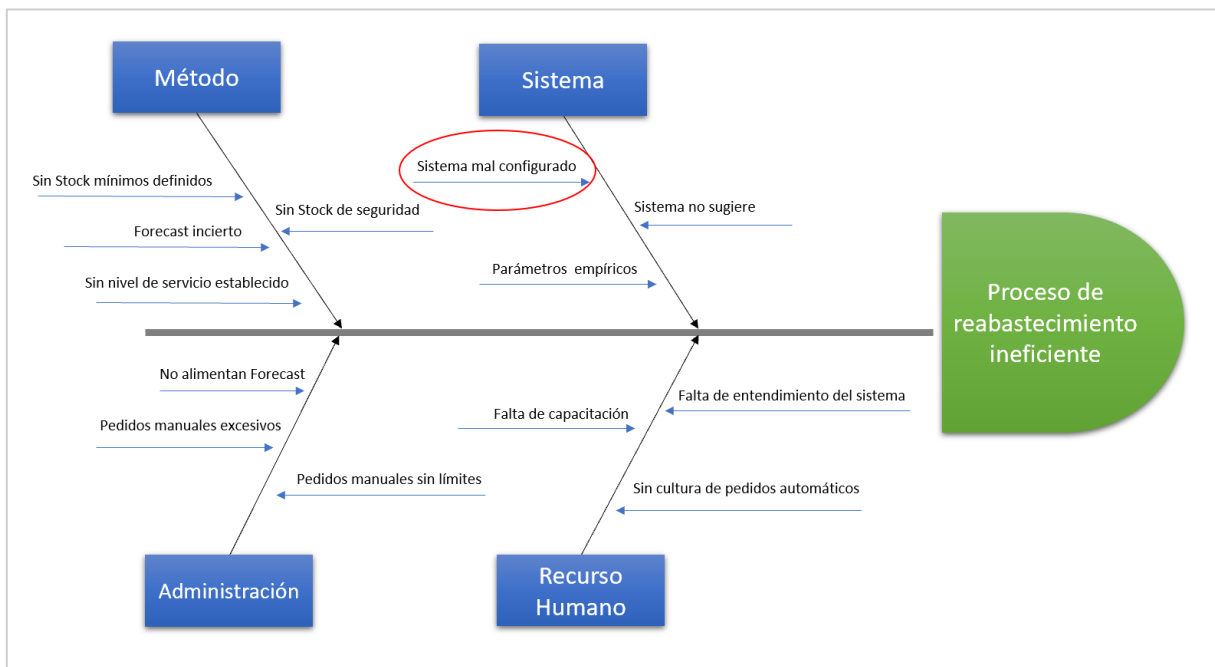 Método
Sistema
Sistema mal configurado
Sin Stock mínimos definidos
Sin Stock de seguridad
Sistema no sugiere
Forecast incierto
Parámetros empíricos
Sin nivel de servicio establecido
Proceso de
reabastecimiento
ineficiente
No alimentan Forecast
Falta de entendimiento del sistema
Falta de capacitación
Pedidos manuales excesivos
Pedidos manuales sin límites
Sin cultura de pedidos automáticos
Administración
Recurso
Humano